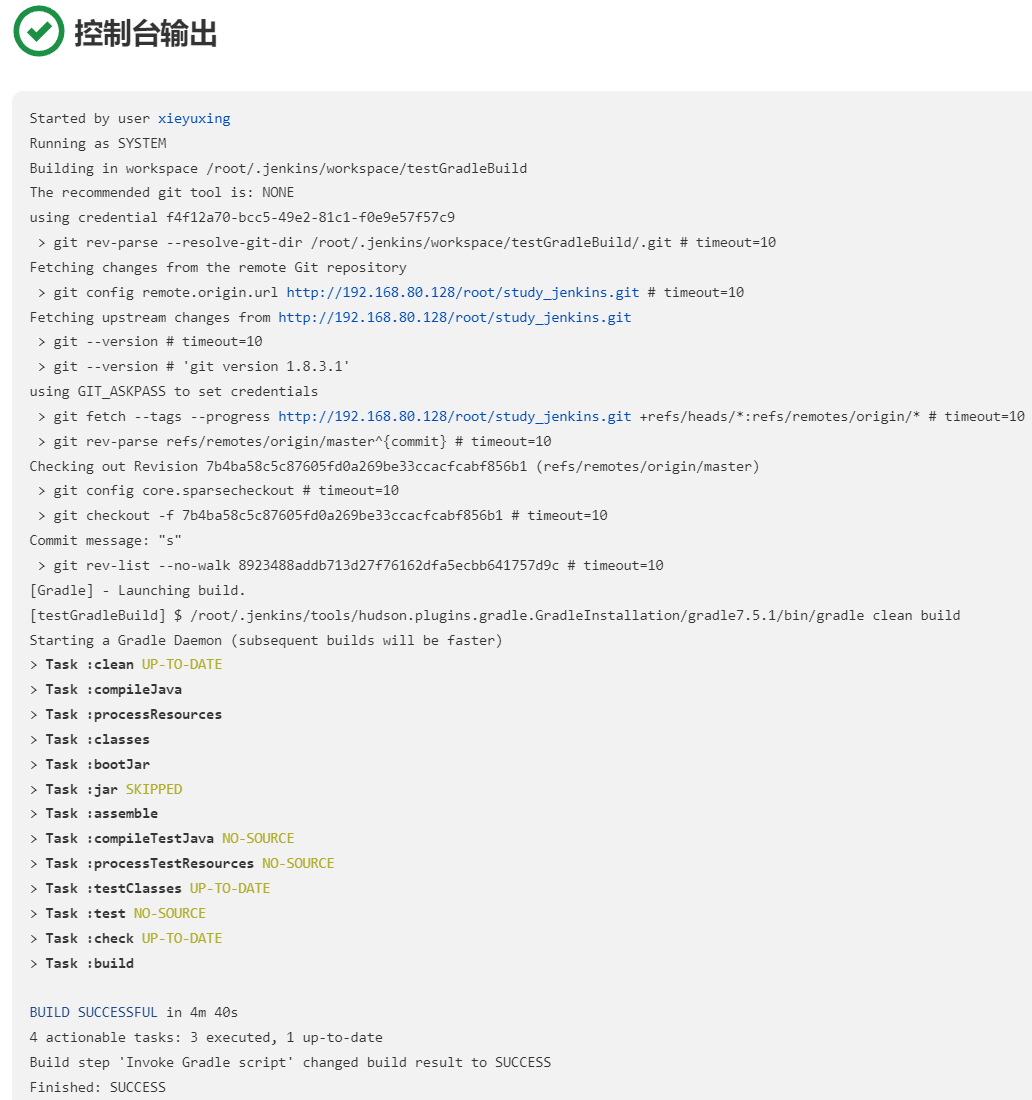 控制台输出
Started by user xieyuxing
Running as SYSTEM
Building in workspace /root/.jenkins/workspace/testGradleBuild
The recommended git tool is: NONE
using credential f4f12a70-bcc5-49e2-81c1-f0e9e57f57c9
 > git rev-parse --resolve-git-dir /root/.jenkins/workspace/testGradleBuild/.git # timeout=10
Fetching changes from the remote Git repository
 > git config remote.origin.url http://192.168.80.128/root/study_jenkins.git # timeout=10
Fetching upstream changes from http://192.168.80.128/root/study_jenkins.git
 > git --version # timeout=10
 > git --version # 'git version 1.8.3.1'
using GIT_ASKPASS to set credentials
 > git fetch --tags --progress http://192.168.80.128/root/study_jenkins.git +refs/heads/*:refs/remotes/origin/* # timeout=10
 > git rev-parse refs/remotes/origin/master^{commit} # timeout=10
Checking out Revision 7b4ba58c5c87605fd0a269be33ccacfcabf856b1 (refs/remotes/origin/master)
 > git config core.sparsecheckout # timeout=10
 > git checkout -f 7b4ba58c5c87605fd0a269be33ccacfcabf856b1 # timeout=10
Commit message: "s"
 > git rev-list --no-walk 8923488addb713d27f76162dfa5ecbb641757d9c # timeout=10
[Gradle] - Launching build.
[testGradleBuild] $ /root/.jenkins/tools/hudson.plugins.gradle.GradleInstallation/gradle7.5.1/bin/gradle clean build
Starting a Gradle Daemon (subsequent builds will be faster)
> Task :clean UP-TO-DATE
> Task :compileJava
> Task :processResources
> Task :classes
> Task :bootJar
> Task :jar SKIPPED
> Task :assemble
> Task :compileTestJava NO-SOURCE
> Task :processTestResources NO-SOURCE
> Task :testClasses UP-TO-DATE
> Task :test NO-SOURCE
> Task :check UP-TO-DATE
> Task :build
BUILD SUCCESSFUL in 4m 40s
4 actionable tasks: 3 executed, 1 up-to-date
Build step 'Invoke Gradle script' changed build result to SUCCESS
Finished: SUCCESS